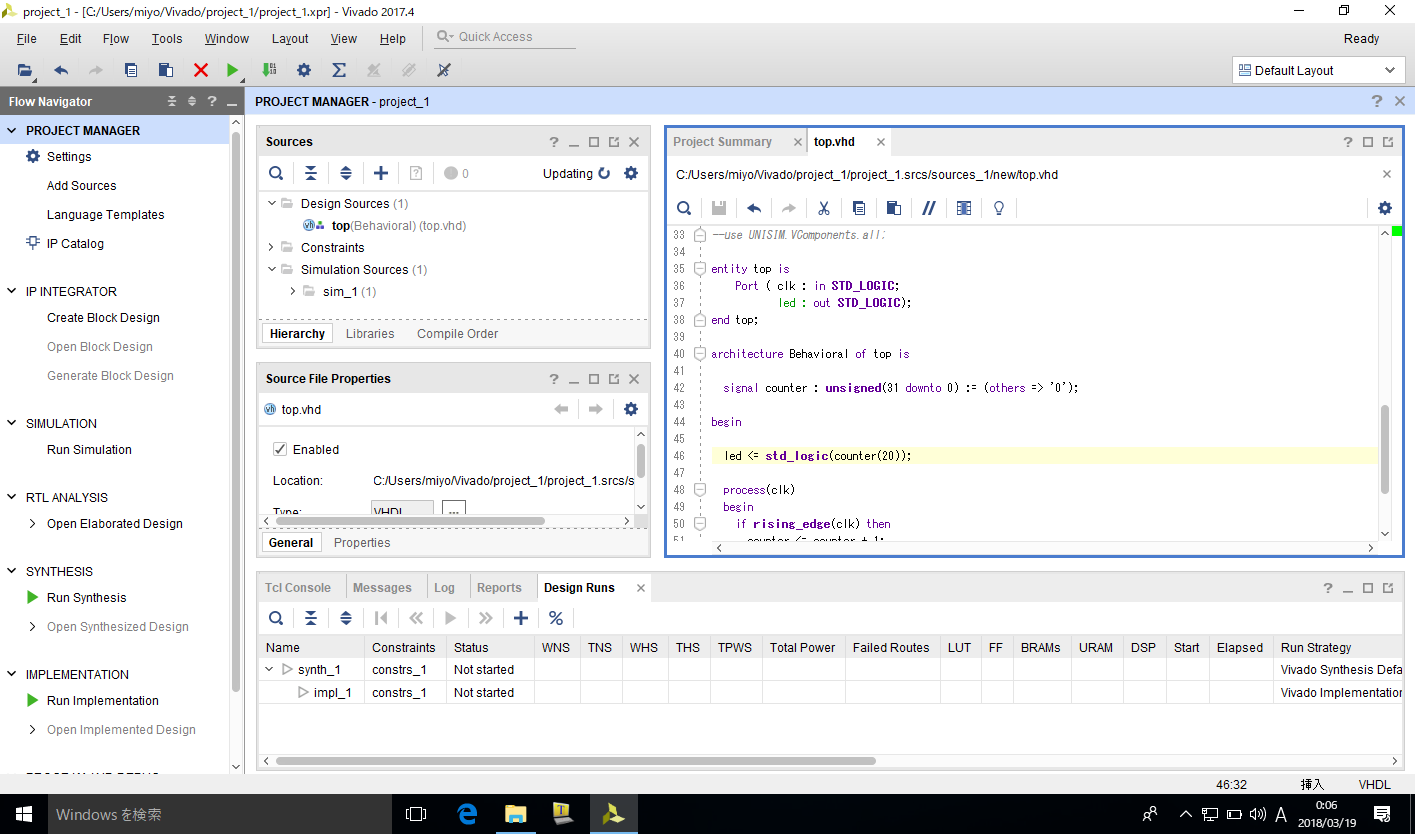 project_1 - [C:/Users/miyo/Vivado/project_1/project_1.xpr] - Vivado 2017.4
File Edit Flow Tools Window Layout View Help Quick Access Ready
Default Layout
Flow Navigator
PROJECT MANAGER
Settings
Add Sources
Language Templates
IP Catalog
IP INTEGRATOR
Create Block Design
Open Block Design
Generate Block Design
SIMULATION
Run Simulation
RTL ANALYSIS
Open Elaborated Design
SYNTHESIS
Run Synthesis
Open Synthesized Design
IMPLEMENTATION
Run Implementation
Open Implemented Design
PROJECT MANAGER - project_1
Sources
0 Updating
Design Sources (1)
top(Behavioral) (top.vhd)
Constraints
Simulation Sources (1)
sim_1 (1)
Hierarchy Libraries Compile Order
Source File Properties
top.vhd
Enabled
Location: C:/Users/miyo/Vivado/project_1/project_1.srcs/s
Type: VHDL ...
General Properties
Project Summary top.vhd
C:/Users/miyo/Vivado/project_1/project_1.srcs/sources_1/new/top.vhd
33 --use UNISIM.VComponents.all;
34
35 entity top is
36 Port ( clk : in STD_LOGIC;
37 led : out STD_LOGIC);
38 end top;
39
40 architecture Behavioral of top is
41
42 signal counter : unsigned(31 downto 0) := (others => '0');
43
44 begin
45
46 led <= std_logic(counter(20));
47
48 process(clk)
49 begin
50 if rising_edge(clk) then
51 counter <= counter + 1;
Tcl Console Messages Log Reports Design Runs
Name Constraints Status WNS TNS WHS THS TPWS Total Power Failed Routes LUT FF BRAMs URAM DSP Start Elapsed Run Strategy
synth_1 constrs_1 Not started Vivado Synthesis Defa
impl_1 constrs_1 Not started Vivado Implementation
46:32 挿入 VHDL
Windows を検索
A
0:06
2018/03/19